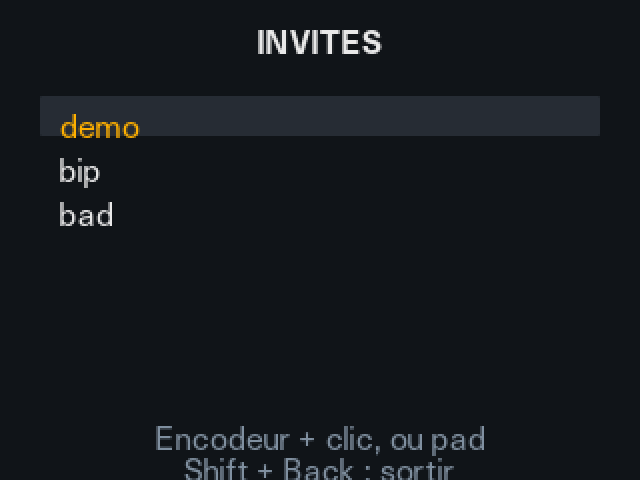 INVITES
demo
bip
bad
Encodeur + clic, ou pad
Shift + Back : sortir